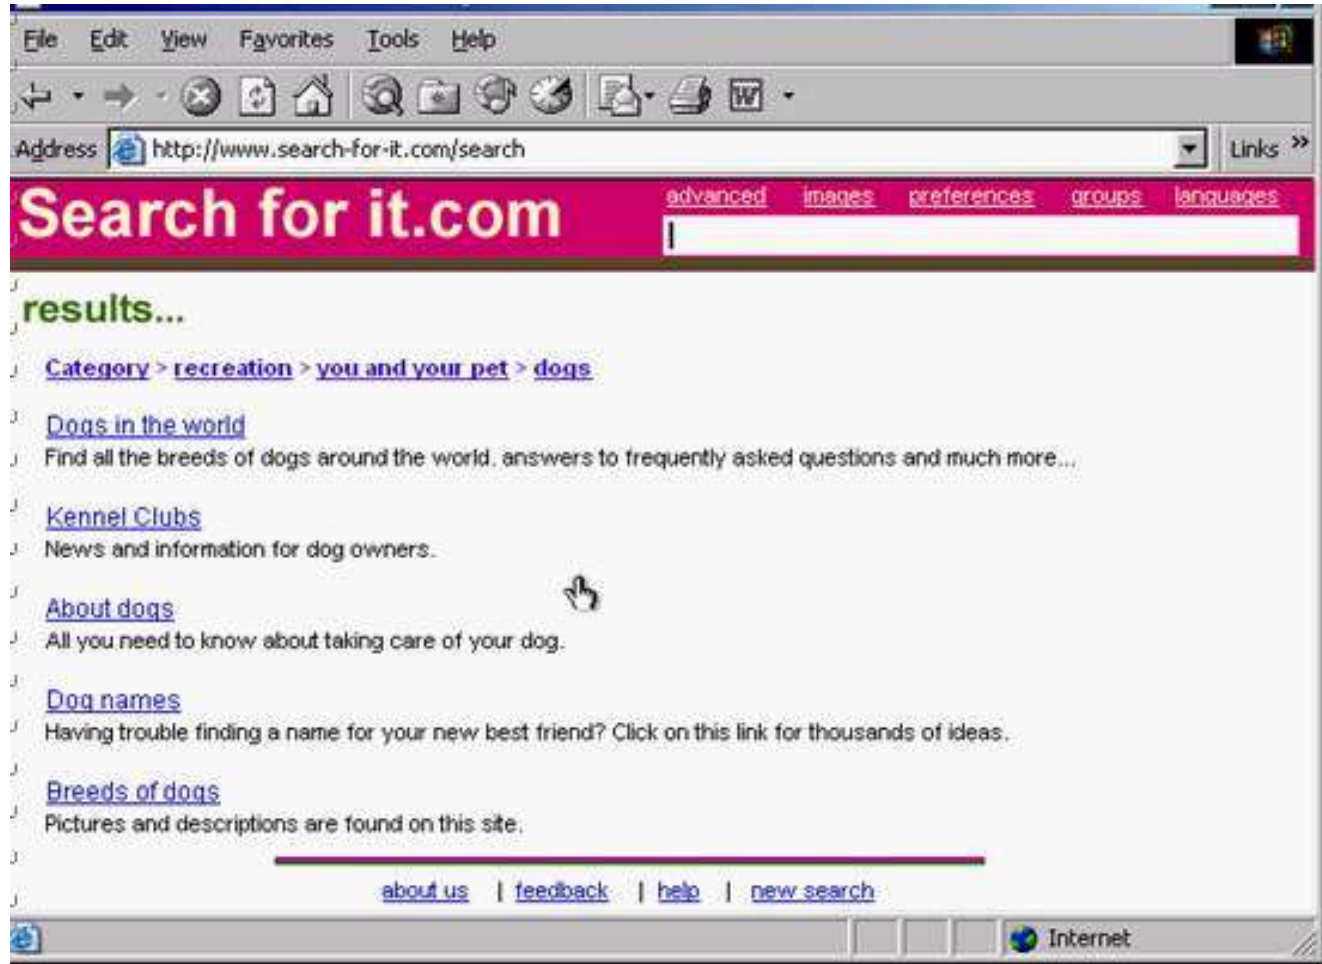 File Edit View Favorites Tools Help
Address http://www.search-for-it.com/search Links »
Search for it.com
advanced images preferences groups languages
results...
Category > recreation > you and your pet > dogs
Dogs in the world
Find all the breeds of dogs around the world, answers to frequently asked questions and much more...
Kennel Clubs
News and information for dog owners.
About dogs
All you need to know about taking care of your dog.
Dog names
Having trouble finding a name for your new best friend? Click on this link for thousands of ideas.
Breeds of dogs
Pictures and descriptions are found on this site.
about us | feedback | help | new search
Internet